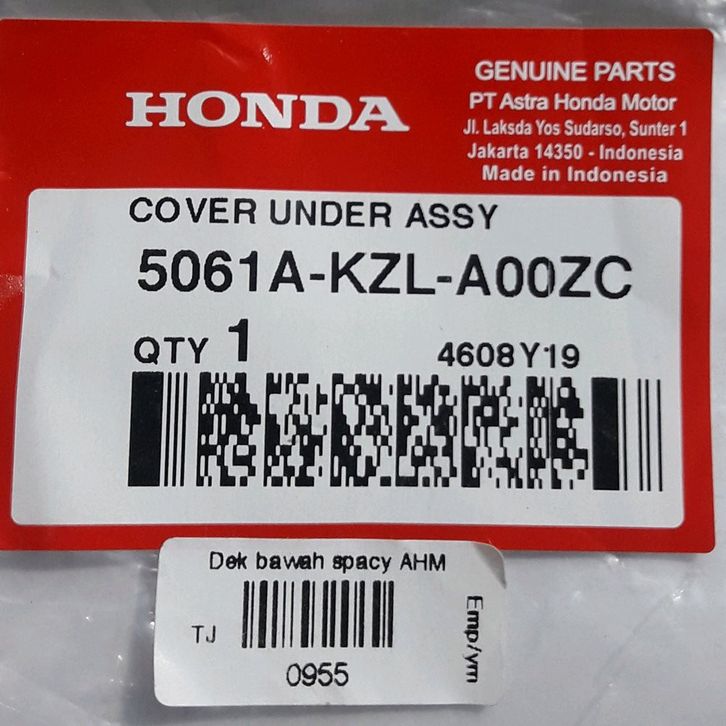 HONDA
GENUINE PARTS
PT Astra Honda Motor
Jl. Laksda Yos Sudarso, Sunter 1
Jakarta 14350 - Indonesia
Made in Indonesia
COVER UNDER ASSY
5061A-KZL-A00ZC
QTY 1
4608Y19
Dek bawah spacy AHM
TJ
0955
Emp/ym